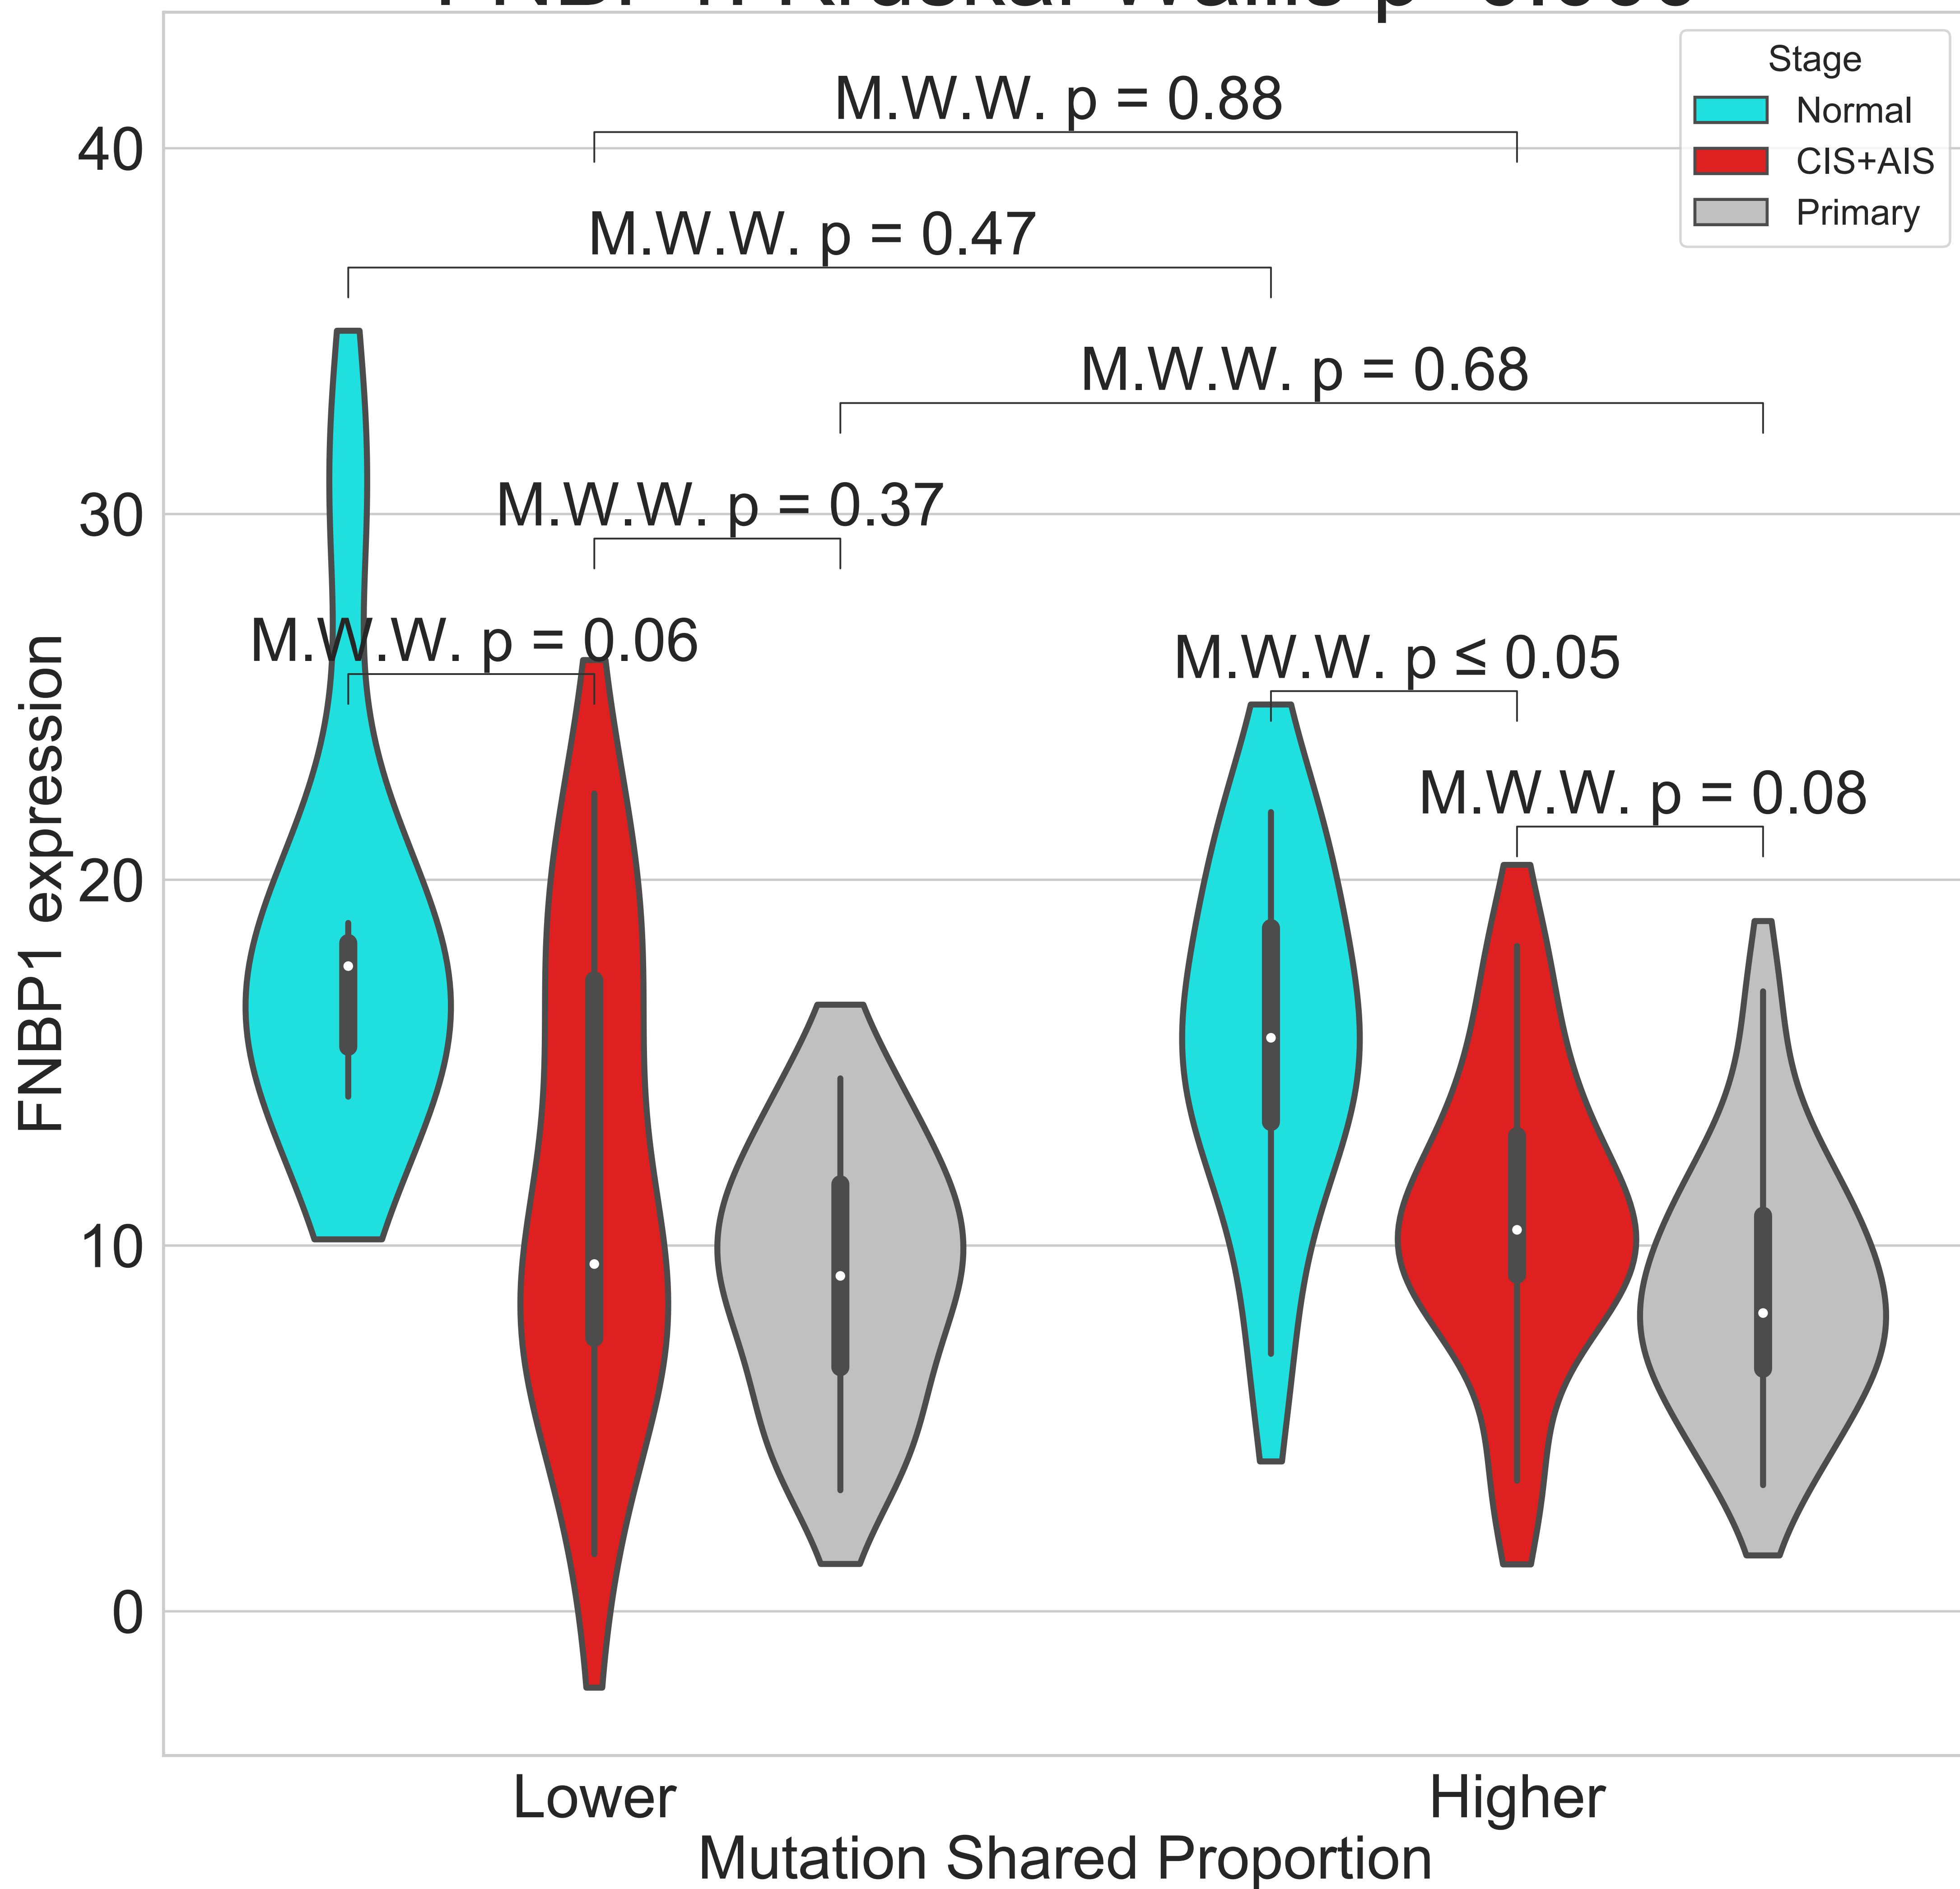 Stage
Normal
CIS+AIS
Primary
M.W.W. p = 0.88
M.W.W. p = 0.47
M.W.W. p = 0.68
M.W.W. p = 0.37
M.W.W. p = 0.06
M.W.W. p ≤ 0.05
M.W.W. p = 0.08
40
30
20
10
0
FNBP1 expression
Lower
Higher
Mutation Shared Proportion